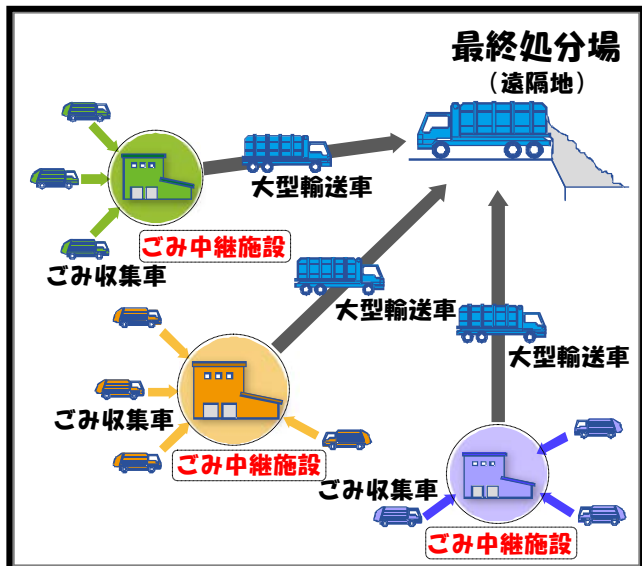 最終処分場
(遠隔地)
大型輸送車
ごみ中継施設
ごみ収集車
大型輸送車
大型輸送車
ごみ収集車
ごみ中継施設
ごみ収集車
ごみ中継施設